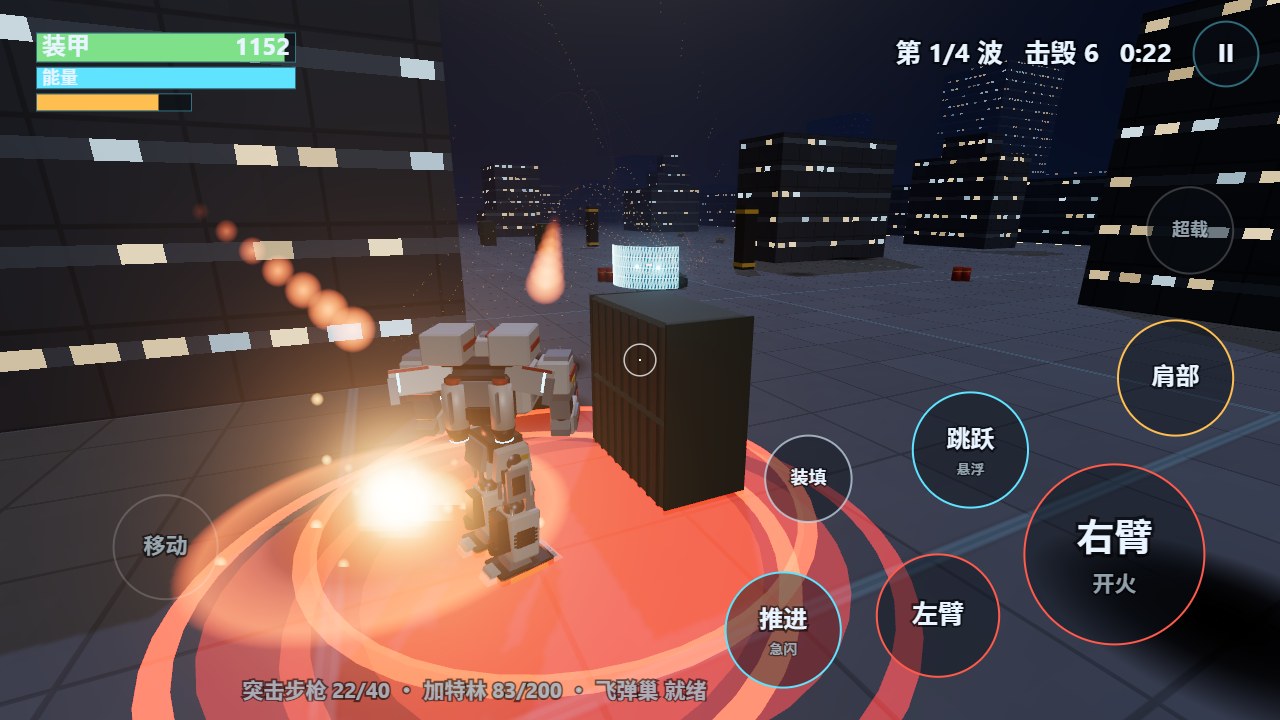 装甲 1152
能量
第 1/4 波 击毁 6 0:22
超载
肩部
跳跃
悬浮
装填
右臂
开火
移动
推进
急闪
左臂
突击步枪 22/40 · 加特林 83/200 · 飞弹巢 就绪